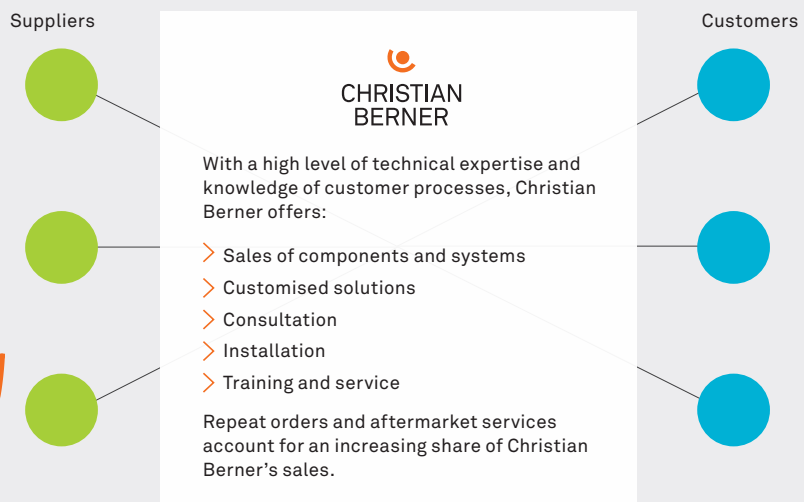 Suppliers
Customers
CHRISTIAN
BERNER
With a high level of technical expertise and
knowledge of customer processes, Christian
Berner offers:
Sales of components and systems
Customised solutions
Consultation
Installation
Training and service
Repeat orders and aftermarket services
account for an increasing share of Christian
Berner’s sales.